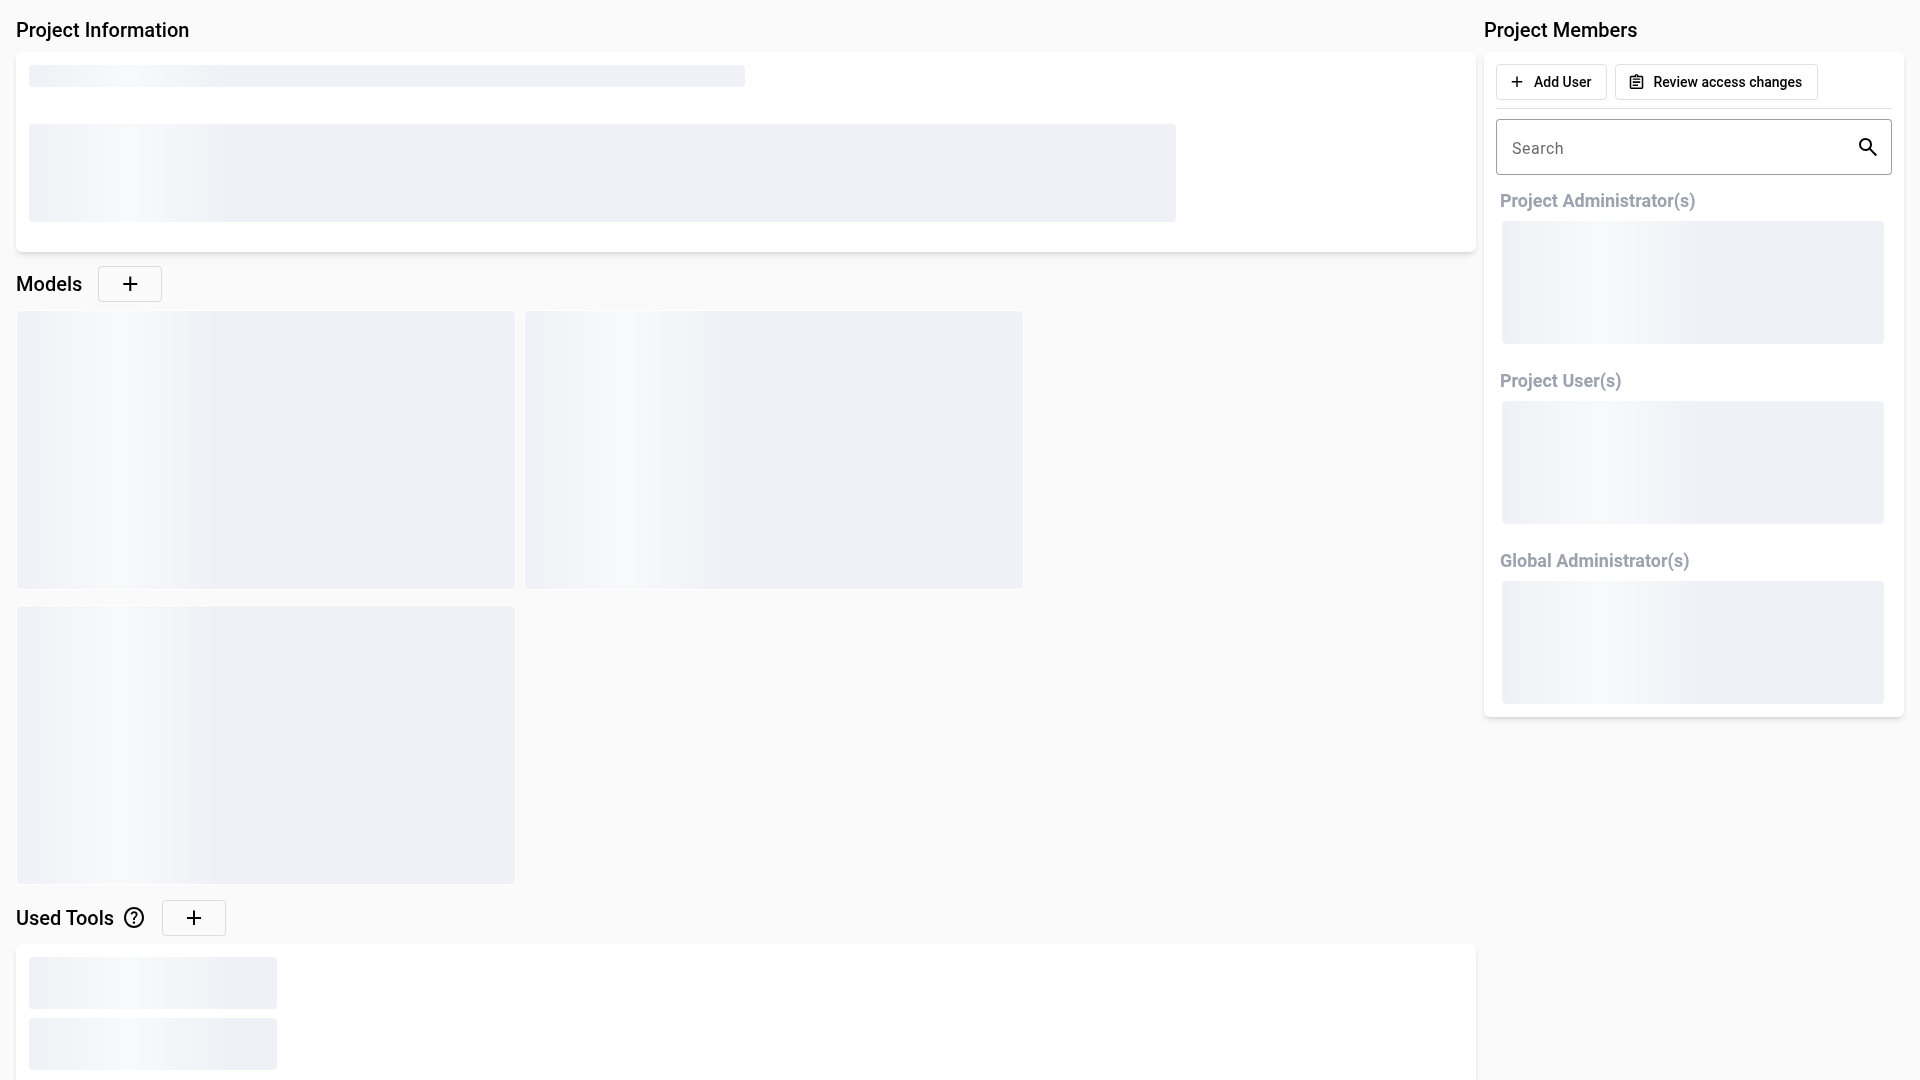 Project Information
Models
Used Tools
Project Members
Add User
Review access changes
Search
Project Administrator(s)
Project User(s)
Global Administrator(s)